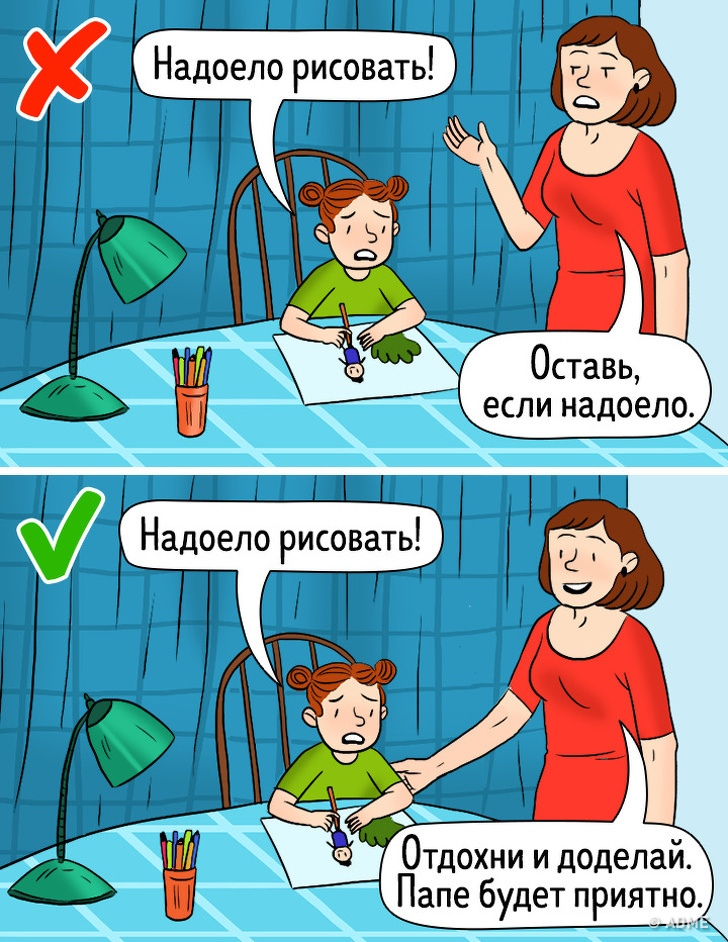 Надоело рисовать!
Оставь,
если надоело.
Надоело рисовать!
Отдохни и доделай.
Папе будет приятно.
© ADME